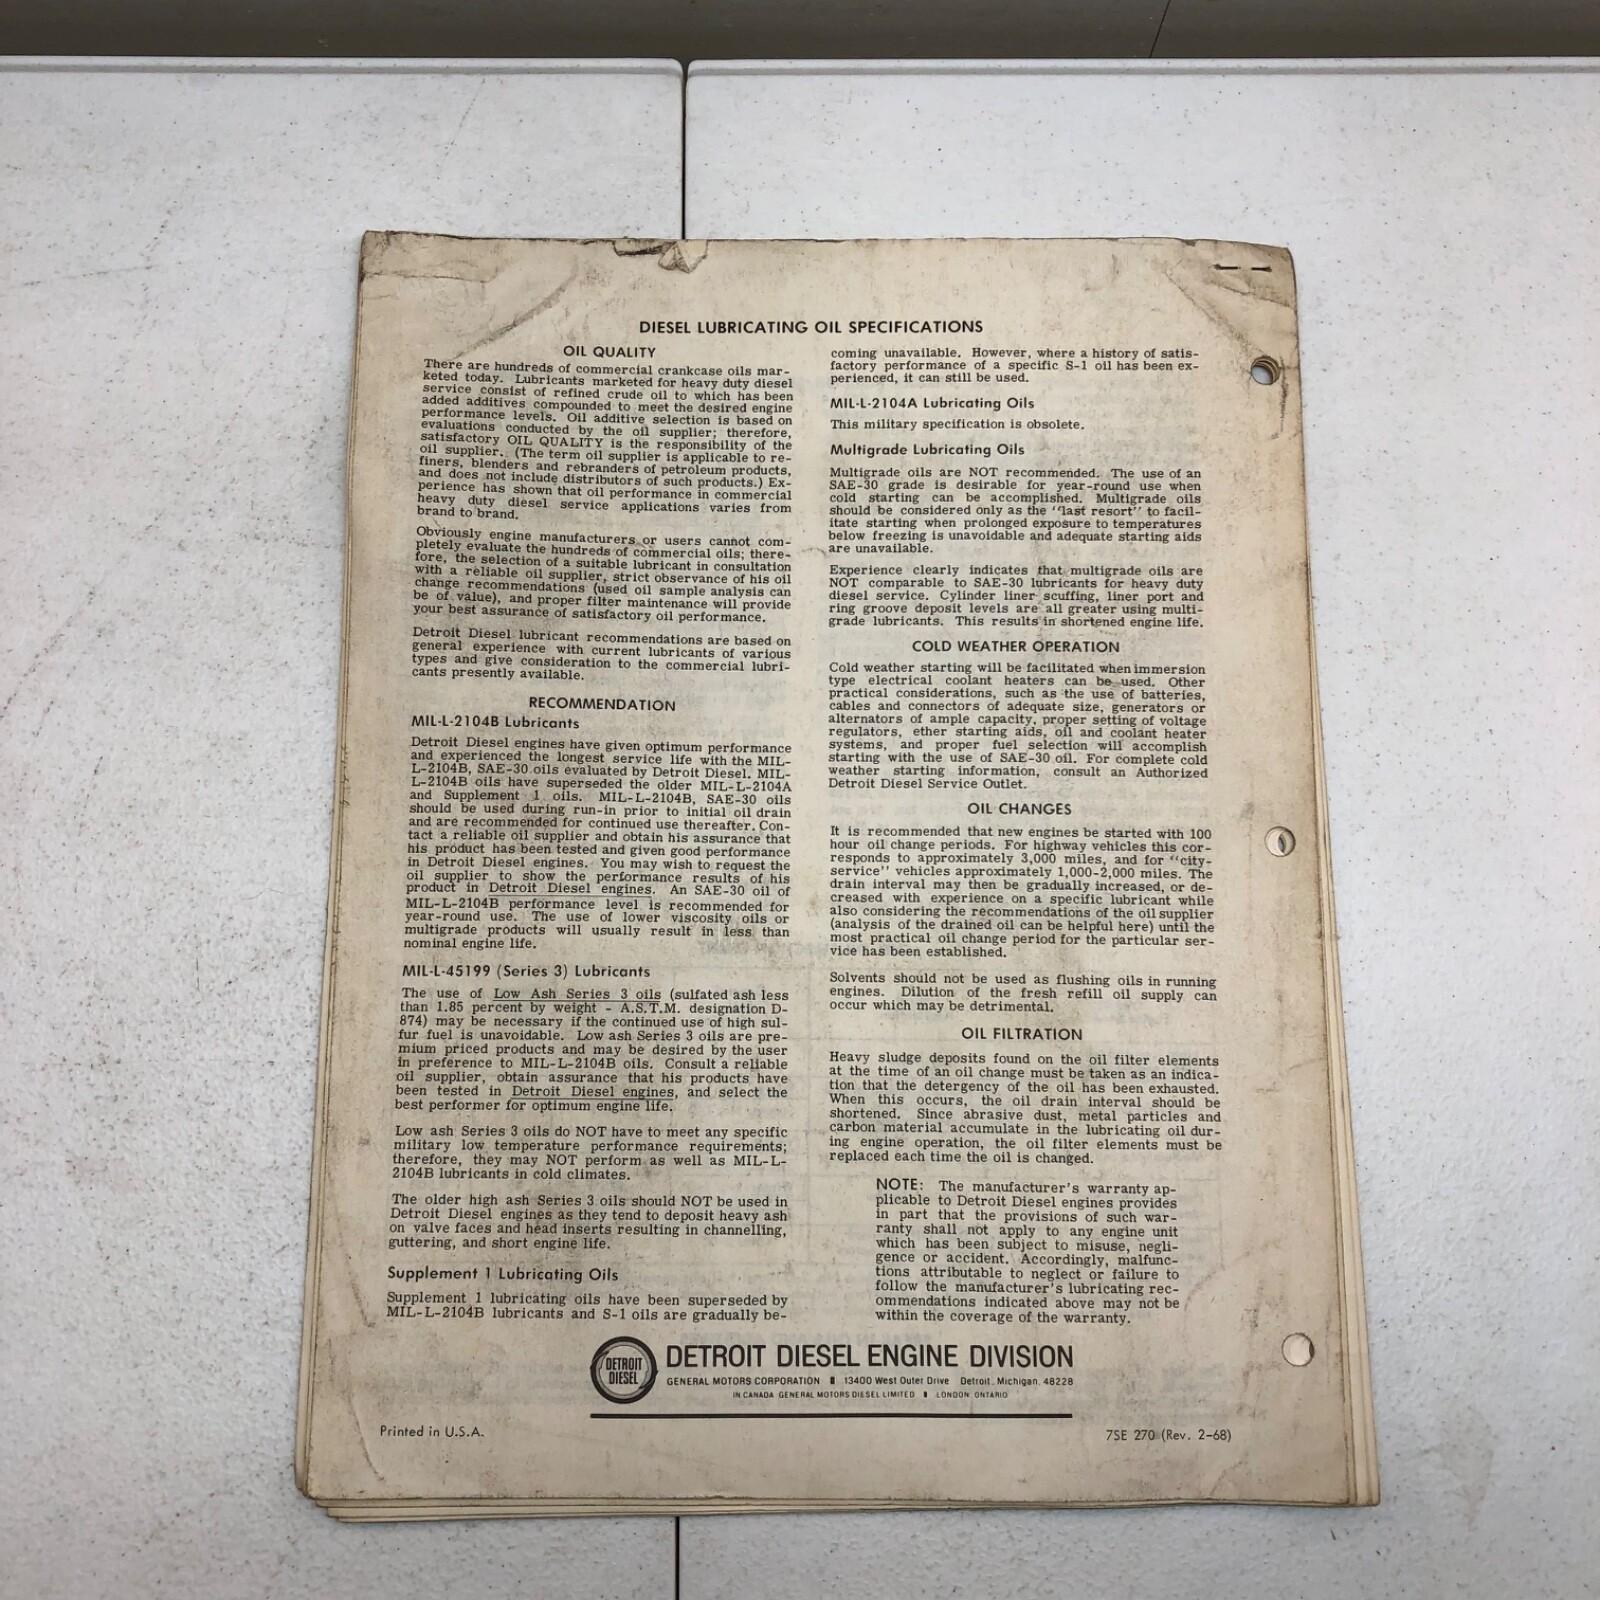 DIESEL LUBRICATING OIL SPECIFICATIONS
OIL QUALITY
There are hundreds of commercial crankcase oils mar-
keted today. Lubricants marketed for heavy duty diesel
service consist of refined crude oil to which has been
added additives compounded to meet the desired engine
performance levels. Oil additive selection is based on
evaluations conducted by the oil supplier; therefore,
satisfactory OIL QUALITY is the responsibility of the
oil supplier. (The term oil supplier is applicable to re-
finers, blenders and rebranders of petroleum products,
and does not include distributors of such products.) Ex-
perience has shown that oil performance in commercial
heavy duty diesel service applications varies from
brand to brand.
Obviously engine manufacturers or users cannot com-
pletely evaluate the hundreds of commercial oils; there-
fore, the selection of a suitable lubricant in consultation
with a reliable oil supplier, strict observance of his oil
change recommendations (used oil sample analysis can
be of value), and proper filter maintenance will provide
your best assurance of satisfactory oil performance.
Detroit Diesel lubricant recommendations are based on
general experience with current lubricants of various
types and give consideration to the commercial lubri-
cants presently available.
RECOMMENDATION
MIL-L-2104B Lubricants
Detroit Diesel engines have given optimum performance
and experienced the longest service life with the MIL-
L-2104B, SAE-30 oils evaluated by Detroit Diesel. MIL-
L-2104B oils have superseded the older MIL-L-2104A
and Supplement 1 oils. MIL-L-2104B, SAE-30 oils
should be used during run-in prior to initial oil drain
and are recommended for continued use thereafter. Con-
tact a reliable oil supplier and obtain his assurance that
his product has been tested and given good performance
in Detroit Diesel engines. You may wish to request the
oil supplier to show the performance results of his
product in Detroit Diesel engines. An SAE-30 oil of
MIL-L-2104B performance level is recommended for
year-round use. The use of lower viscosity oils or
multigrade products will usually result in less than
nominal engine life.
MIL-L-45199 (Series 3) Lubricants
The use of Low Ash Series 3 oils (sulfated ash less
than 1.85 percent by weight - A.S.T.M. designation D-
874) may be necessary if the continued use of high sul-
fur fuel is unavoidable. Low ash Series 3 oils are pre-
mium priced products and may be desired by the user
in preference to MIL-L-2104B oils. Consult a reliable
oil supplier, obtain assurance that his products have
been tested in Detroit Diesel engines, and select the
best performer for optimum engine life.
Low ash Series 3 oils do NOT have to meet any specific
military low temperature performance requirements;
therefore, they may NOT perform as well as MIL-L-
2104B lubricants in cold climates.
The older high ash Series 3 oils should NOT be used in
Detroit Diesel engines as they tend to deposit heavy ash
on valve faces and head inserts resulting in channelling,
guttering, and short engine life.
Supplement 1 Lubricating Oils
Supplement 1 lubricating oils have been superseded by
MIL-L-2104B lubricants and S-1 oils are gradually be-
coming unavailable. However, where a history of satis-
factory performance of a specific S-1 oil has been ex-
perienced, it can still be used.
MIL-L-2104A Lubricating Oils
This military specification is obsolete.
Multigrade Lubricating Oils
Multigrade oils are NOT recommended. The use of an
SAE-30 grade is desirable for year-round use when
cold starting can be accomplished. Multigrade oils
should be considered only as the "last resort" to facil-
itate starting when prolonged exposure to temperatures
below freezing is unavoidable and adequate starting aids
are unavailable.
Experience clearly indicates that multigrade oils are
NOT comparable to SAE-30 lubricants for heavy duty
diesel service. Cylinder liner scuffing, liner port and
ring groove deposit levels are all greater using multi-
grade lubricants. This results in shortened engine life.
COLD WEATHER OPERATION
Cold weather starting will be facilitated when immersion
type electrical coolant heaters can be used. Other
practical considerations, such as the use of batteries,
cables and connectors of adequate size, generators or
alternators of ample capacity, proper setting of voltage
regulators, ether starting aids, oil and coolant heater
systems, and proper fuel selection will accomplish
starting with the use of SAE-30 oil. For complete cold
weather starting information, consult an Authorized
Detroit Diesel Service Outlet.
OIL CHANGES
It is recommended that new engines be started with 100
hour oil change periods. For highway vehicles this cor-
responds to approximately 3,000 miles, and for "city-
service" vehicles approximately 1,000-2,000 miles. The
drain interval may then be gradually increased, or de-
creased with experience on a specific lubricant while
also considering the recommendations of the oil supplier
(analysis of the drained oil can be helpful here) until the
most practical oil change period for the particular ser-
vice has been established.
Solvents should not be used as flushing oils in running
engines. Dilution of the fresh refill oil supply can
occur which may be detrimental.
OIL FILTRATION
Heavy sludge deposits found on the oil filter elements
at the time of an oil change must be taken as an indica-
tion that the detergency of the oil has been exhausted.
When this occurs, the oil drain interval should be
shortened. Since abrasive dust, metal particles and
carbon material accumulate in the lubricating oil dur-
ing engine operation, the oil filter elements must be
replaced each time the oil is changed.
NOTE: The manufacturer's warranty ap-
plicable to Detroit Diesel engines provides
in part that the provisions of such war-
ranty shall not apply to any engine unit
which has been subject to misuse, negli-
gence or accident. Accordingly, malfunc-
tions attributable to neglect or failure to
follow the manufacturer's lubricating rec-
ommendations indicated above may not be
within the coverage of the warranty.
DETROIT
DIESEL
DETROIT DIESEL ENGINE DIVISION
GENERAL MOTORS CORPORATION 13400 West Outer Drive Detroit, Michigan. 48228
IN CANADA GENERAL MOTORS DIESEL LIMITED LONDON ONTARIO
Printed in U.S.A.
7SE 270 (Rev. 2-68)